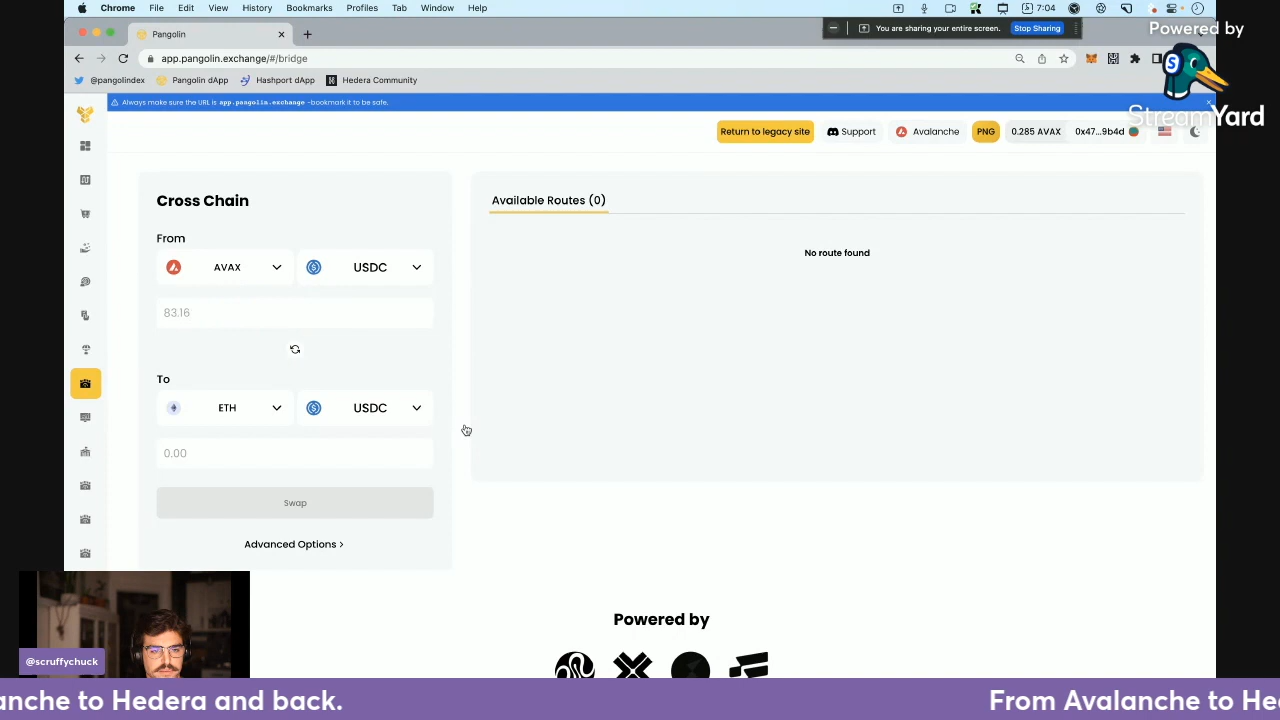 Chrome File Edit View History Bookmarks Profiles Tab Window Help
7:04
Powered by
StreamYard
Pangolin
You are sharing your entire screen. Stop Sharing
app.pangolin.exchange/#/bridge
@pangolindex Pangolin dApp Hashport dApp Hedera Community
Always make sure the URL is app.pangolin.exchange -bookmark it to be safe.
Return to legacy site Support Avalanche PNG 0.285 AVAX 0x47...9b4d
Cross Chain
From
AVAX USDC
83.16
To
ETH USDC
0.00
Swap
Advanced Options >
Available Routes (0)
No route found
Powered by
@scruffychuck
anche to Hedera and back.
From Avalanche to Hed